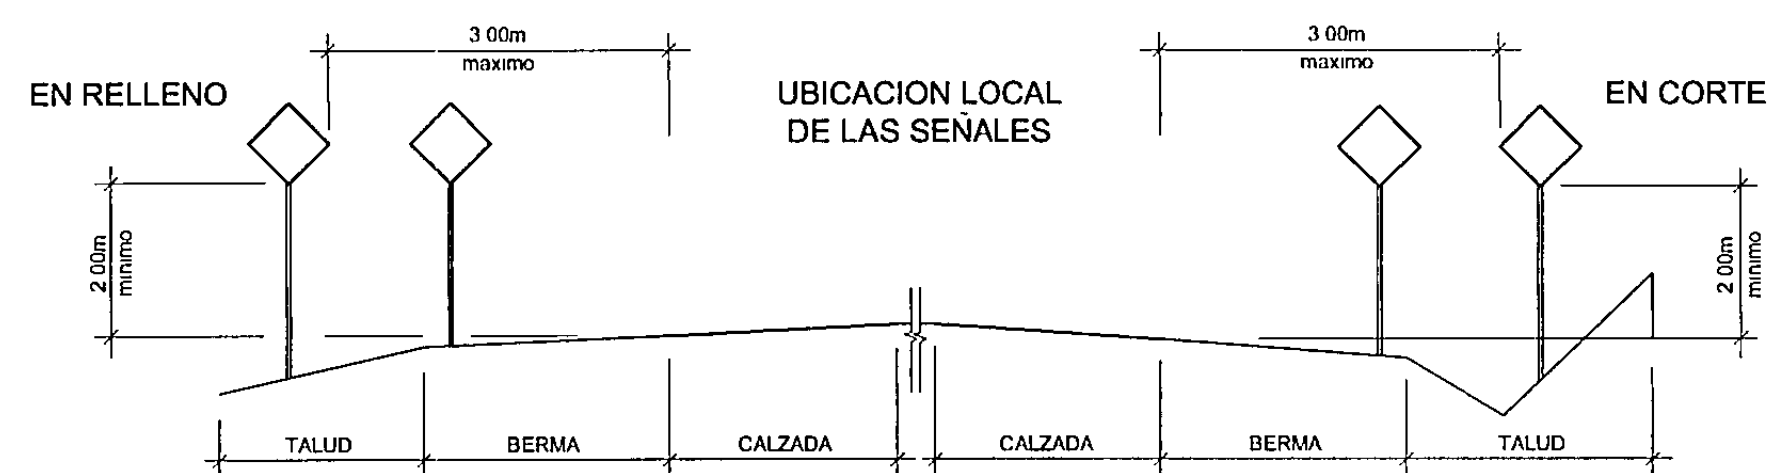 3 00m
maximo
3 00m
maximo
EN RELLENO
UBICACION LOCAL
DE LAS SEÑALES
EN CORTE
2 00m
minimo
2 00m
minimo
TALUD
BERMA
CALZADA
CALZADA
BERMA
TALUD